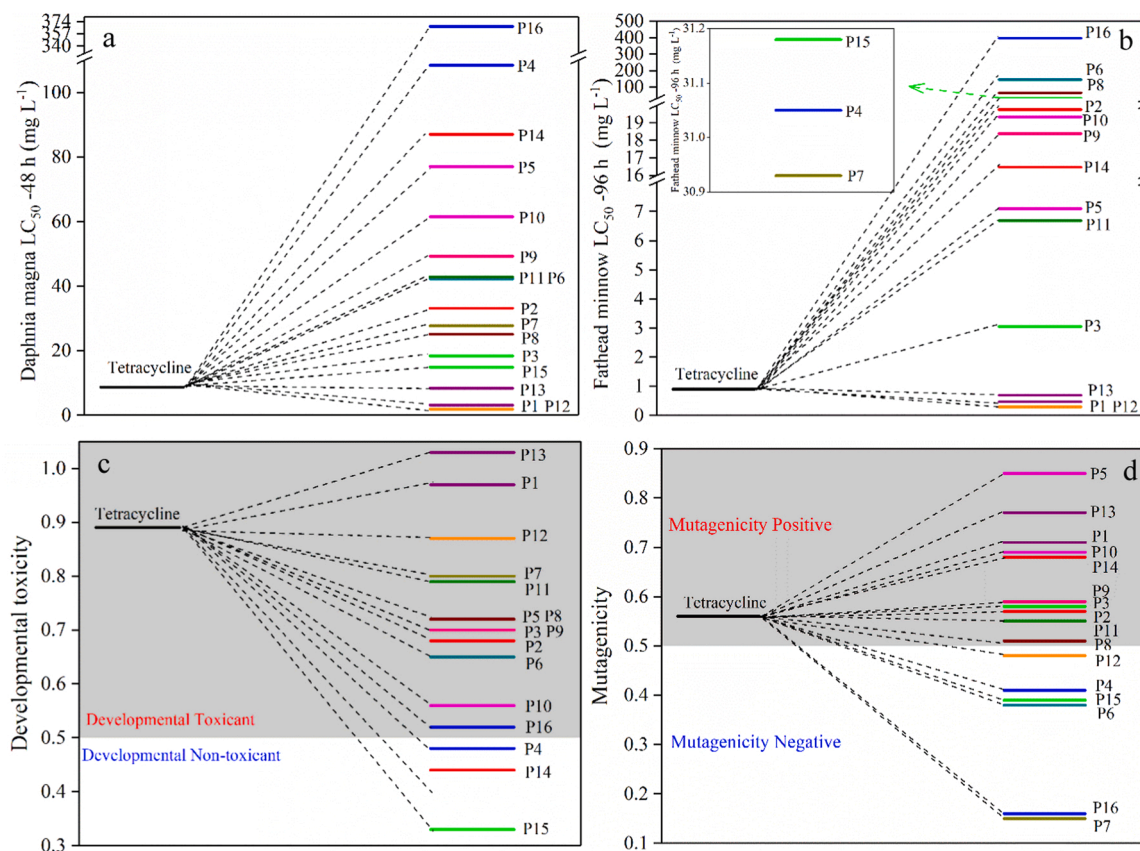 a
Daphnia magna LC50 -48 h (mg L-1)
374
357
340
100
80
60
40
20
0
Tetracycline
P16
P4
P14
P5
P10
P9
P11 P6
P2
P7
P8
P3
P15
P13
P1 P12
b
Fathead minnow LC50 -96 h (mg L-1)
500
400
300
200
100
19
18
17
16
7
6
5
4
3
2
1
0
Fathead minnow LC50 -96 h (mg L-1)
31.2
31.1
31.0
30.9
P15
P4
P7
Tetracycline
P16
P6
P8
P2
P10
P9
P14
P5
P11
P3
P13
P1 P12
c
Developmental toxicity
1.0
0.9
0.8
0.7
0.6
0.5
0.4
0.3
Tetracycline
Developmental Toxicant
Developmental Non-toxicant
P13
P1
P12
P7
P11
P5 P8
P3 P9
P2
P6
P10
P16
P4
P14
P15
d
Mutagenicity
0.9
0.8
0.7
0.6
0.5
0.4
0.3
0.2
0.1
Mutagenicity Positive
Tetracycline
Mutagenicity Negative
P5
P13
P1
P10
P14
P9
P3
P2
P11
P8
P12
P4
P15
P6
P16
P7